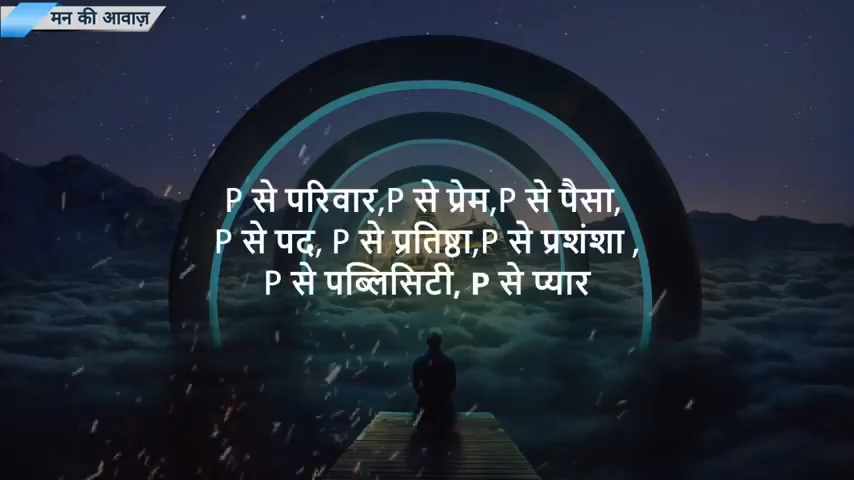 मन की आवाज़
P से परिवार,P से प्रेम,P से पैसा,
P से पद, P से प्रतिष्ठा,P से प्रशंशा ,
P से पब्लिसिटी, P से प्यार